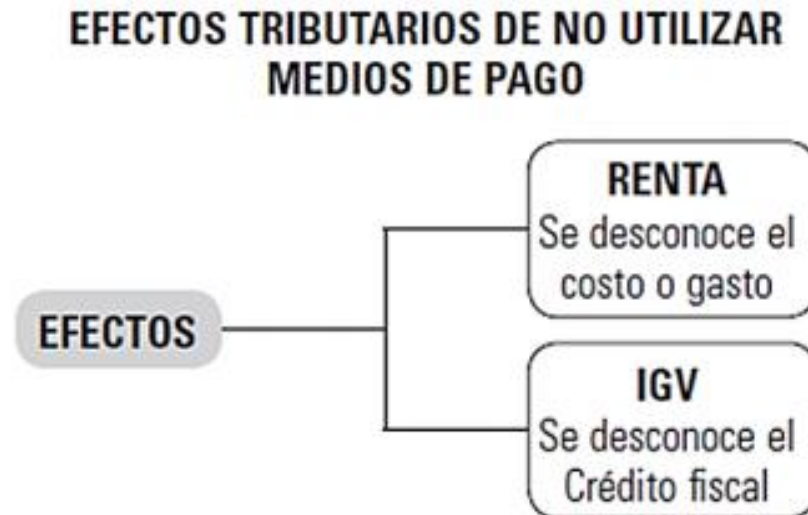 EFECTOS TRIBUTARIOS DE NO UTILIZAR
MEDIOS DE PAGO
EFECTOS
RENTA
Se desconoce el
costo o gasto
IGV
Se desconoce el
Crédito fiscal